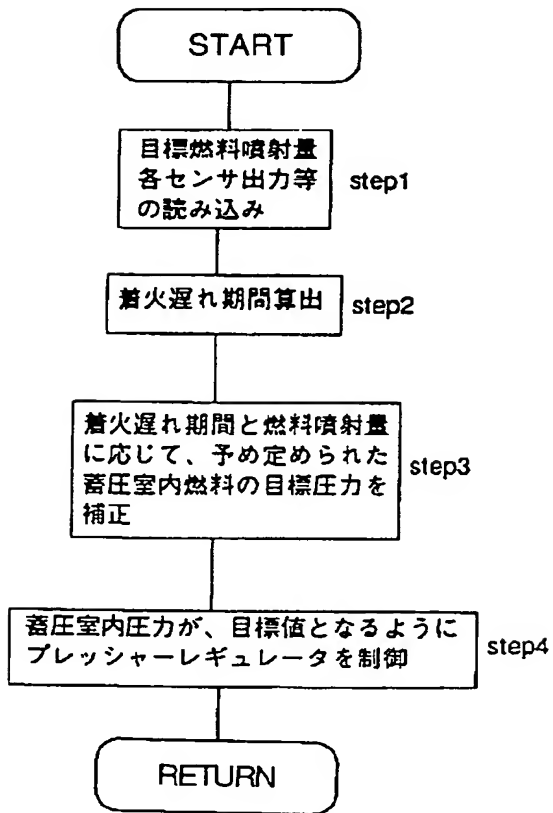 START
目標燃料噴射量
各センサ出力等
の読み込み
step1
着火遅れ期間算出
step2
着火遅れ期間と燃料噴射量
に応じて、予め定められた
蓄圧室内燃料の目標圧力を
補正
step3
蓄圧室内圧力が、目標値となるように
プレッシャーレギュレータを制御
step4
RETURN